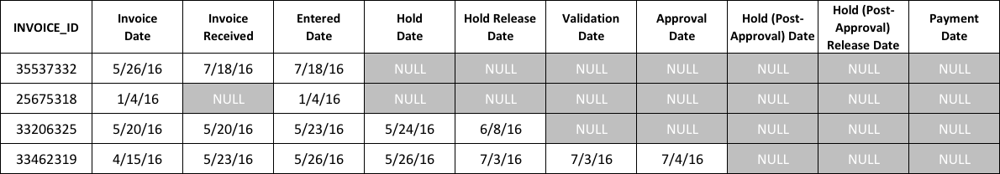 INVOICE_ID Invoice Date Invoice Received Entered Date Hold Date Hold Release Date Validation Date Approval Date Hold (Post-Approval) Date Hold (Post-Approval) Release Date Payment Date
35537332 5/26/16 7/18/16 7/18/16 NULL NULL NULL NULL NULL NULL NULL
25675318 1/4/16 NULL 1/4/16 NULL NULL NULL NULL NULL NULL NULL
33206325 5/20/16 5/20/16 5/23/16 5/24/16 6/8/16 NULL NULL NULL NULL NULL
33462319 4/15/16 5/23/16 5/26/16 5/26/16 7/3/16 7/3/16 7/4/16 NULL NULL NULL